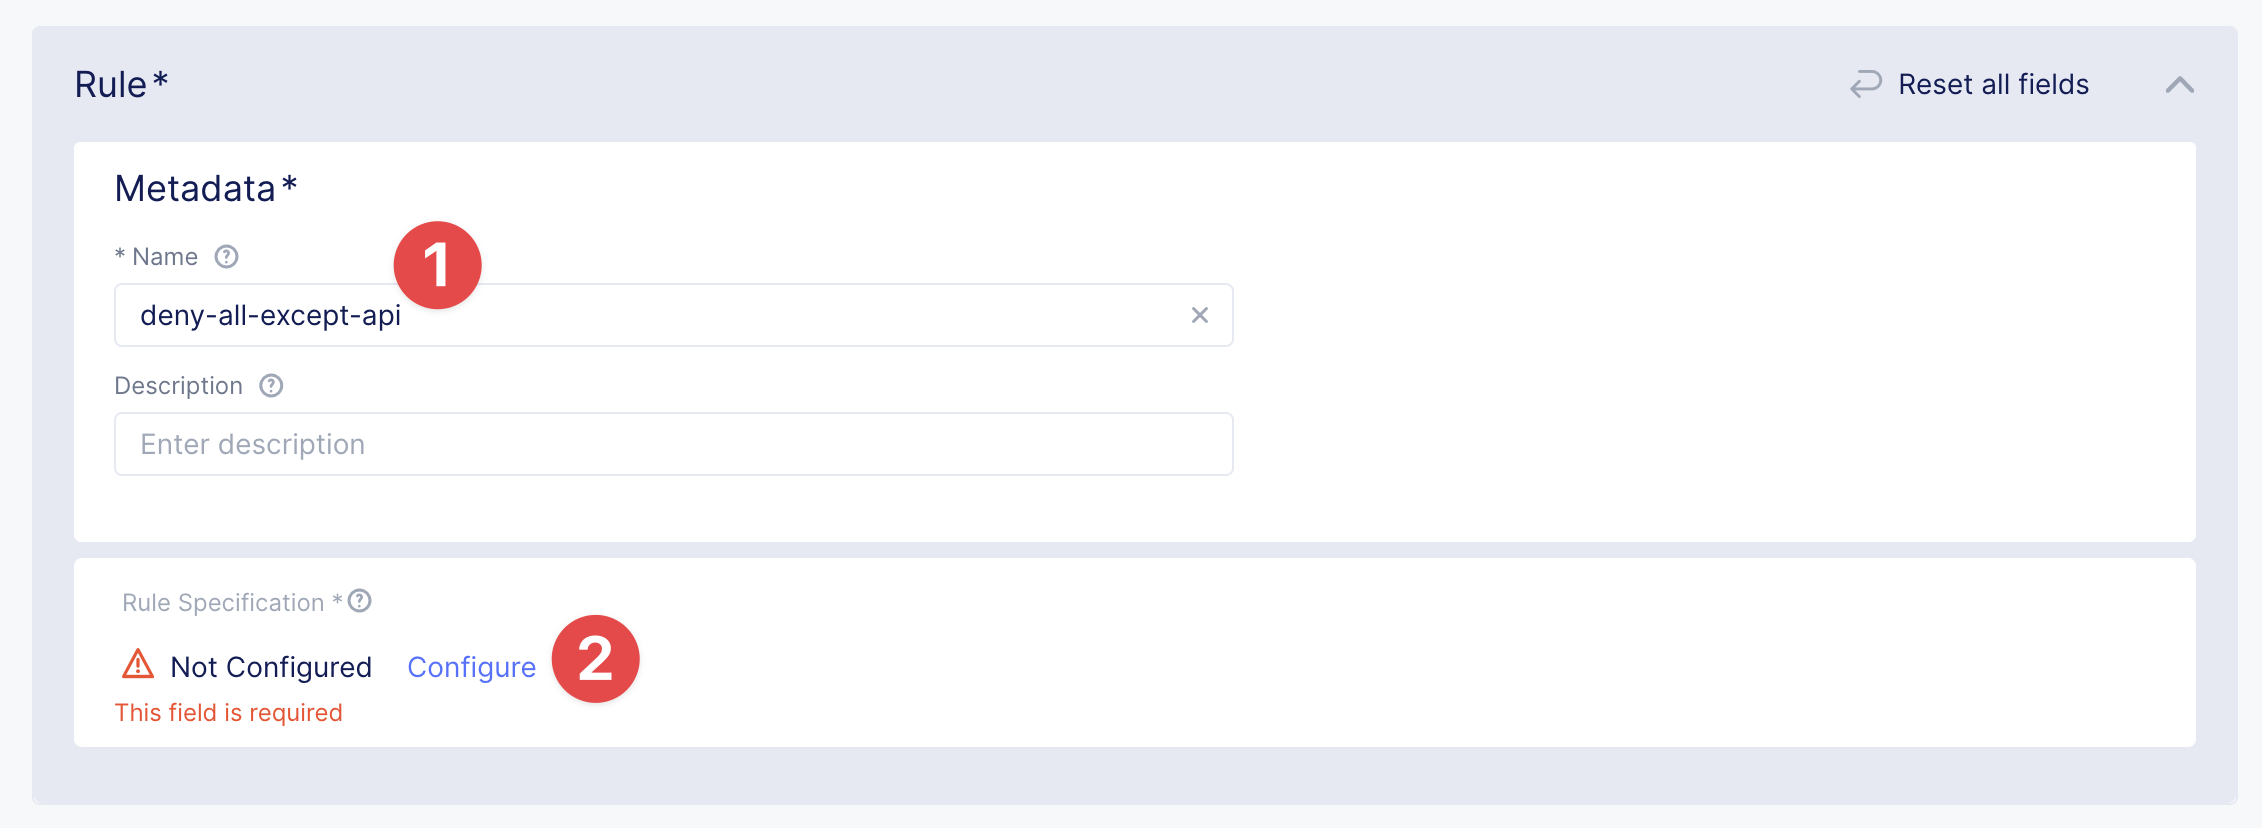 Rule*
Reset all fields
Metadata*
* Name
1
deny-all-except-api
Description
Enter description
Rule Specification *
Not Configured Configure
2
This field is required